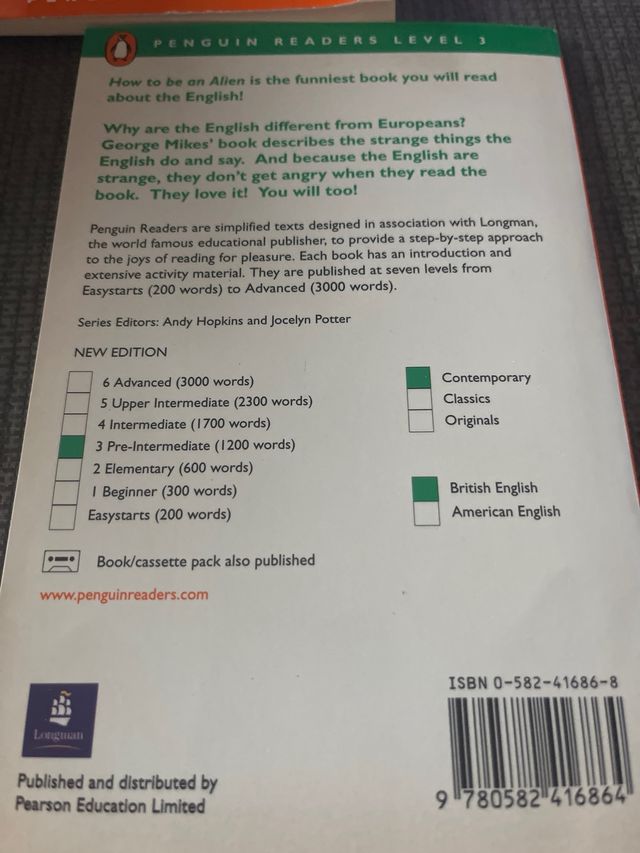 PENGUIN READERS LEVEL 3
How to be an Alien is the funniest book you will read
about the English!
Why are the English different from Europeans?
George Mikes' book describes the strange things the
English do and say. And because the English are
strange, they don't get angry when they read the
book. They love it! You will too!
Penguin Readers are simplified texts designed in association with Longman,
the world famous educational publisher, to provide a step-by-step approach
to the joys of reading for pleasure. Each book has an introduction and
extensive activity material. They are published at seven levels from
Easystarts (200 words) to Advanced (3000 words).
Series Editors: Andy Hopkins and Jocelyn Potter
NEW EDITION
6 Advanced (3000 words)
5 Upper Intermediate (2300 words)
4 Intermediate (1700 words)
3 Pre-Intermediate (1200 words)
2 Elementary (600 words)
1 Beginner (300 words)
Easystarts (200 words)
Contemporary
Classics
Originals
British English
American English
Book/cassette pack also published
www.penguinreaders.com
Longman
Published and distributed by
Pearson Education Limited
ISBN 0-582-41686-8
9 780582 416864